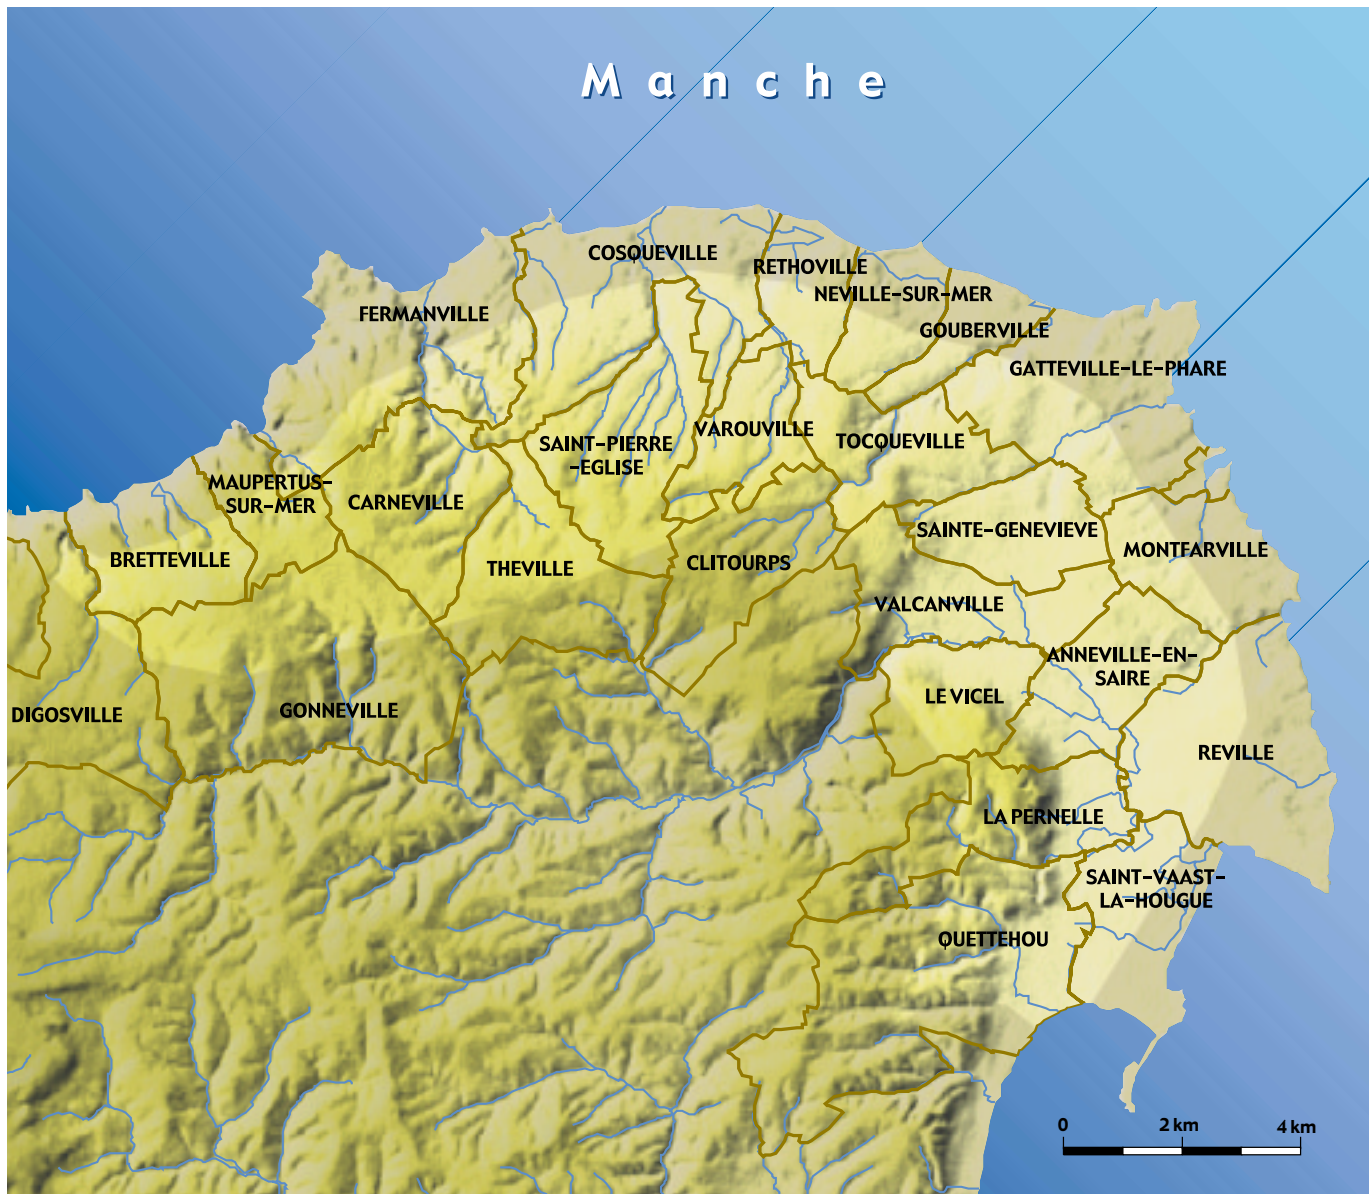 Manche
COSQUEVILLE
RETHOVILLE
NEVILLE-SUR-MER
FERMANVILLE
GOUBERVILLE
GATTEVILLE-LE-PHARE
VAROUVILLE
TOCQUEVILLE
SAINT-PIERRE
-EGLISE
MAUPERTUS-
SUR-MER
CARNEVILLE
SAINTE-GENEVIEVE
MONTFARVILLE
BRETTEVILLE
THEVILLE
CLITOURPS
VALCANVILLE
ANNEVILLE-EN-
SAIRE
LE VICEL
DIGOSVILLE
GONNEVILLE
REVILLE
LA PERNELLE
SAINT-VAAST-
LA-HOUGUE
QUETTEHOU
0 2 km 4 km